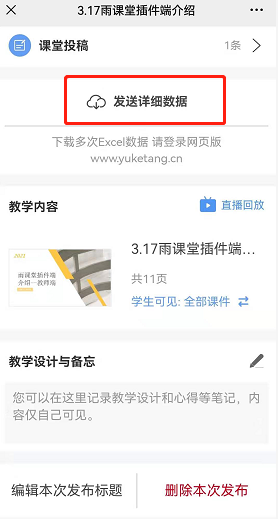 3.17雨课堂插件端介绍
课堂投稿
1条
发送详细数据
下载多次Excel数据 请登录网页版
www.yuketang.cn
教学内容
直播回放
2021
雨课堂插件端
介绍—教师端
3.17雨课堂插件端...
共11页
学生可见: 全部课件
教学设计与备忘
您可以在这里记录教学设计和心得等笔记，内
容仅自己可见。
编辑本次发布标题
删除本次发布